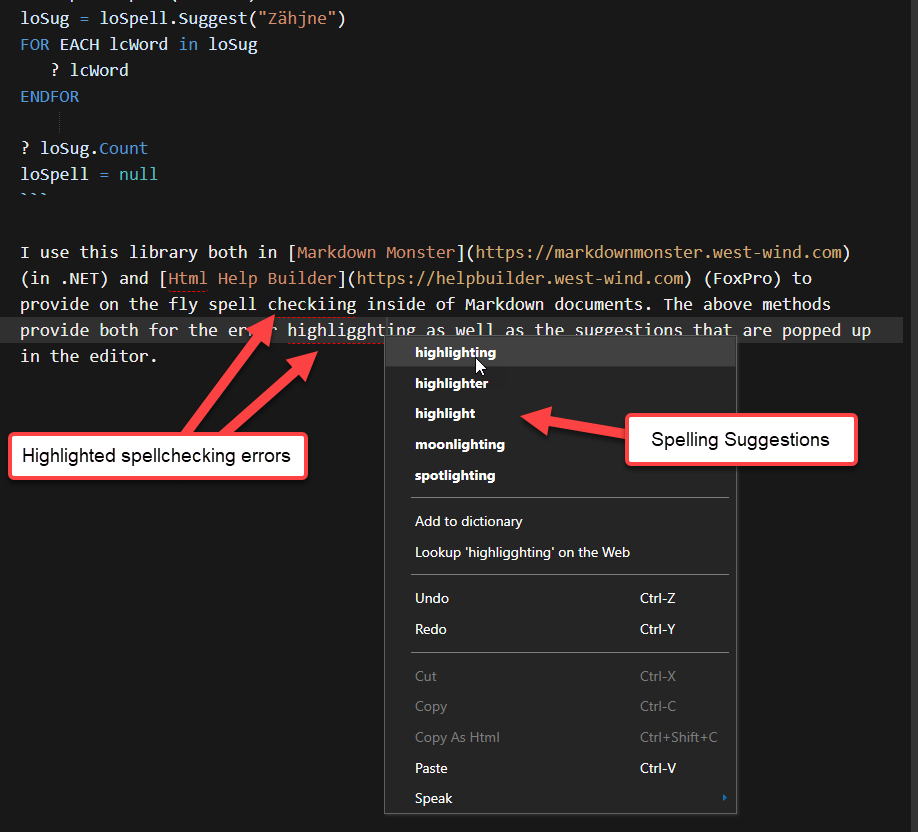 loSug = loSpell.Suggest("Zähjne")
FOR EACH lcWord in loSug
? lcWord
ENDFOR
? loSug.Count
loSpell = null
```
I use this library both in [Markdown Monster](https://markdownmonster.west-wind.com)
(in .NET) and [Html Help Builder](https://helpbuilder.west-wind.com) (FoxPro) to
provide on the fly spell checkiing inside of Markdown documents. The above methods
provide both for the error highligghting as well as the suggestions that are popped up
in the editor.
highlighting
highlighter
highlight
moonlighting
spotlighting
Highlighted spellchecking errors
Spelling Suggestions
Add to dictionary
Lookup 'highligghting' on the Web
Undo Ctrl-Z
Redo Ctrl-Y
Cut Ctrl-X
Copy Ctrl-C
Copy As Html Ctrl+Shift+C
Paste Ctrl-V
Speak